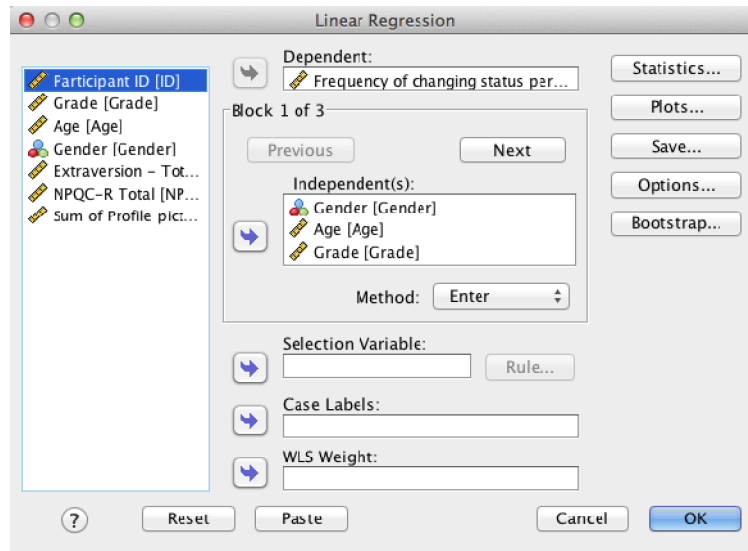 Linear Regression
Participant ID [ID]
Grade [Grade]
Age [Age]
Gender [Gender]
Extraversion – Tot...
NPQC-R Total [NP...
Sum of Profile pict...
Dependent:
Frequency of changing status per...
Block 1 of 3
Previous
Next
Independent(s):
Gender [Gender]
Age [Age]
Grade [Grade]
Method:
Enter
Selection Variable:
Rule...
Case Labels:
WLS Weight:
Statistics...
Plots...
Save...
Options...
Bootstrap...
?
Reset
Paste
Cancel
OK